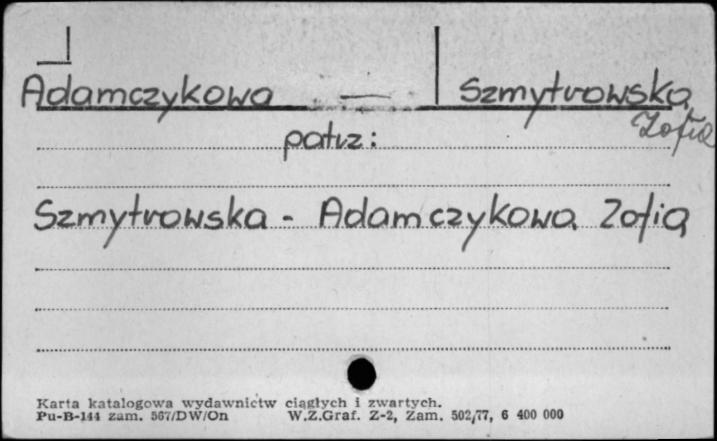 Adamczykowa — Szmytrowska
Zofia
patrz:
Szmytrowska - Adamczykowa Zofia
Karta katalogowa wydawnictw ciągłych i zwartych.
Pu-B-144 zam. 567/DW/On W.Z.Graf. Z-2, Zam. 502/77, 6 400 000